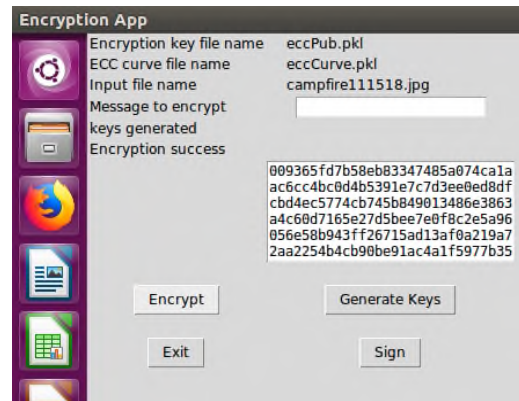 Encryption App
Encryption key file name eccPub.pkl
ECC curve file name eccCurve.pkl
Input file name campfire111518.jpg
Message to encrypt
keys generated
Encryption success
009365fd7b58eb83347485a074ca1a
ac6cc4bc0d4b5391e7c7d3ee0ed8df
cbd4ec5774cb745b849013486e3863
a4c60d7165e27d5bee7e0f8c2e5a96
056e58b943ff26715ad13af0a219a7
2aa2254b4cb90be91ac4a1f5977b35
Encrypt Generate Keys
Exit Sign